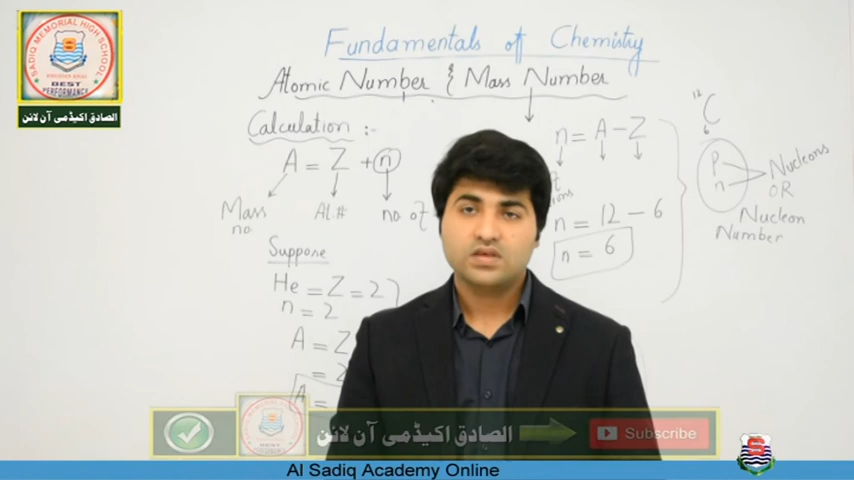 SADIQ MEMORIAL HIGH SCHOOL
BEST
PERFORMANCE
الصادق اکیڈمی آن لائن
Fundamentals of Chemistry
Atomic Number & Mass Number
Calculation :-
A = Z + n
Mass no.
At.#
no. of
Suppose
He = Z = 2
n = 2
A = Z
= 2
A =
n = A - Z
n = 12 - 6
n = 6
12
C
6
P
n
Nucleons
OR
Nucleon
Number
الصادق اکیڈمی آن لائن
Subscribe
Al Sadiq Academy Online